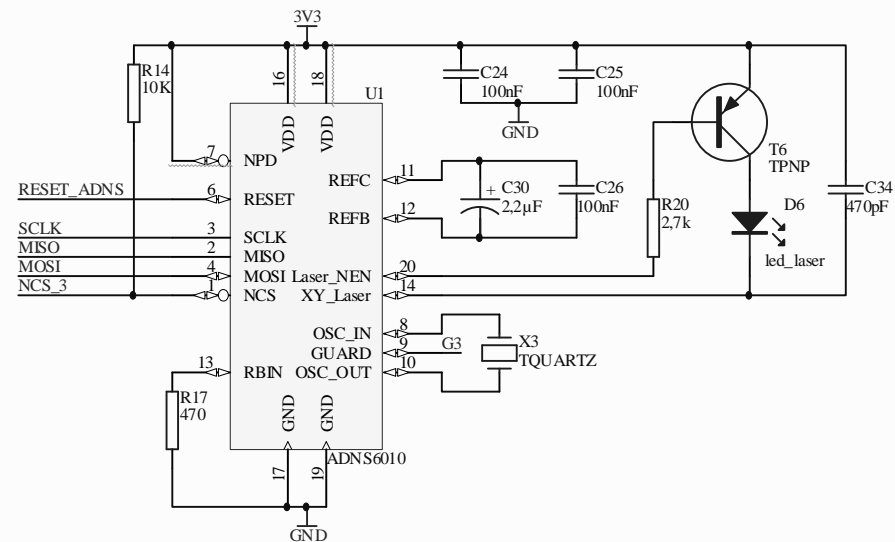 3V3
R14
10K
16
18
U1
VDD
VDD
C24
100nF
C25
100nF
GND
7
NPD
T6
TPNP
RESET_ADNS
6
RESET
REFC
11
C30
2,2µF
+
C26
100nF
REFB
12
R20
2,7k
C34
470pF
D6
led_laser
SCLK
3
SCLK
MISO
2
MISO
MOSI
4
MOSI
Laser_NEN
20
NCS_3
1
NCS
XY_Laser
14
OSC_IN
8
GUARD
9
G3
X3
TQUARTZ
13
RBIN
OSC_OUT
10
R17
470
GND
GND
ADNS6010
17
19
GND